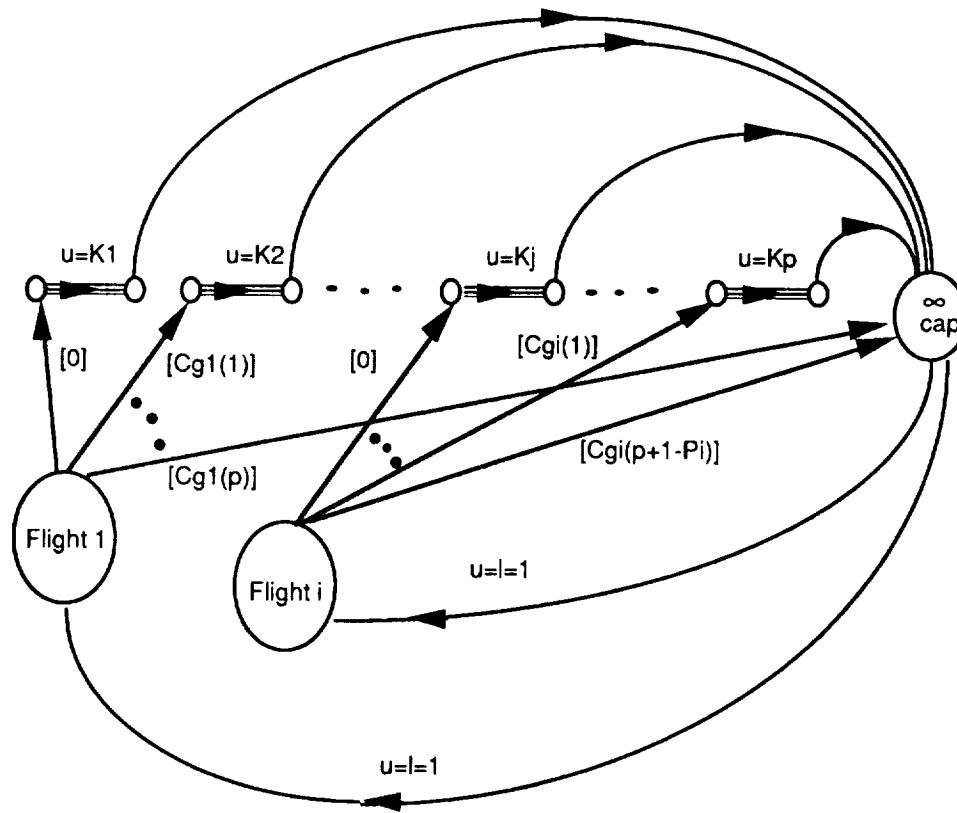 u=K1
u=K2
u=Kj
u=Kp
[0]
[Cg1(1)]
[0]
[Cgi(1)]
∞
cap
[Cg1(p)]
[Cgi(p+1-Pi)]
Flight 1
Flight i
u=l=1
u=l=1